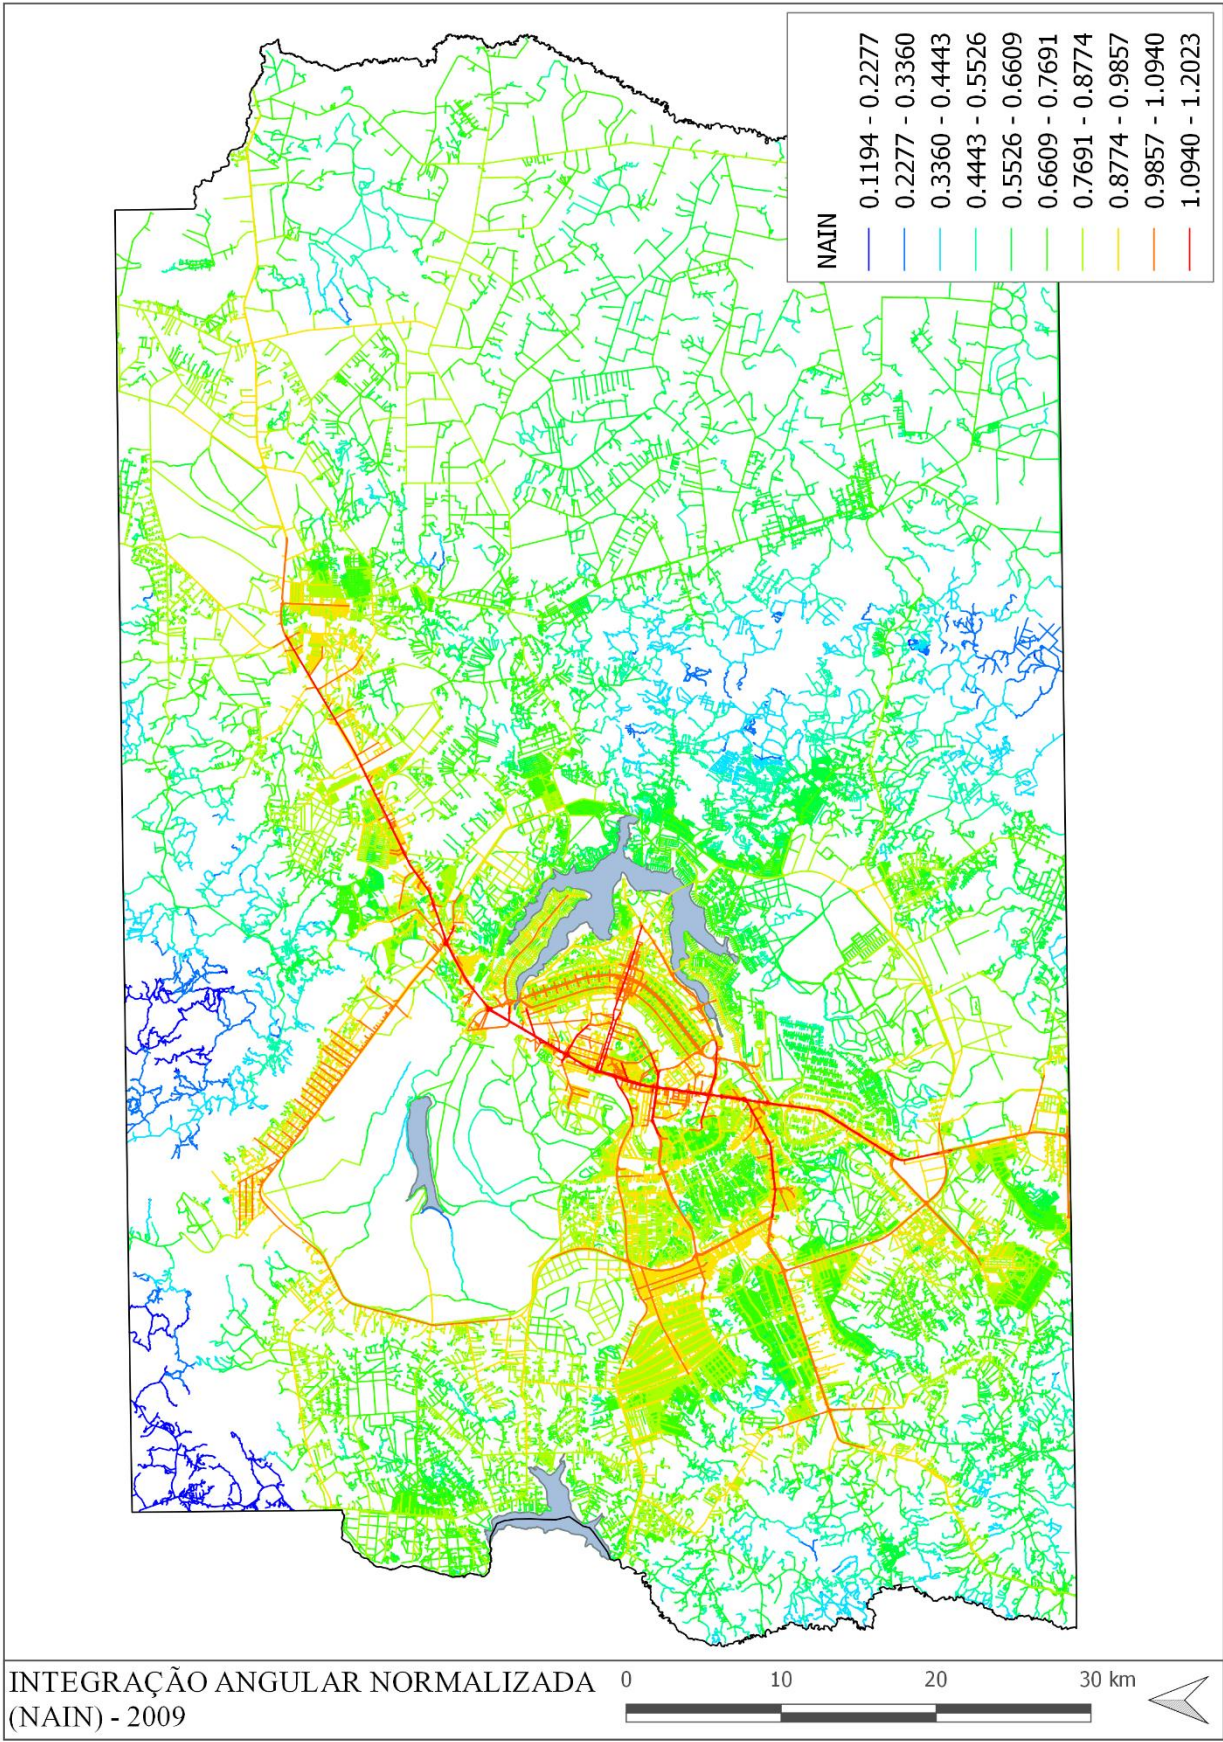 NAIN
0.1194 - 0.2277
0.2277 - 0.3360
0.3360 - 0.4443
0.4443 - 0.5526
0.5526 - 0.6609
0.6609 - 0.7691
0.7691 - 0.8774
0.8774 - 0.9857
0.9857 - 1.0940
1.0940 - 1.2023
INTEGRAÇÃO ANGULAR NORMALIZADA
(NAIN) - 2009
0 10 20 30 km